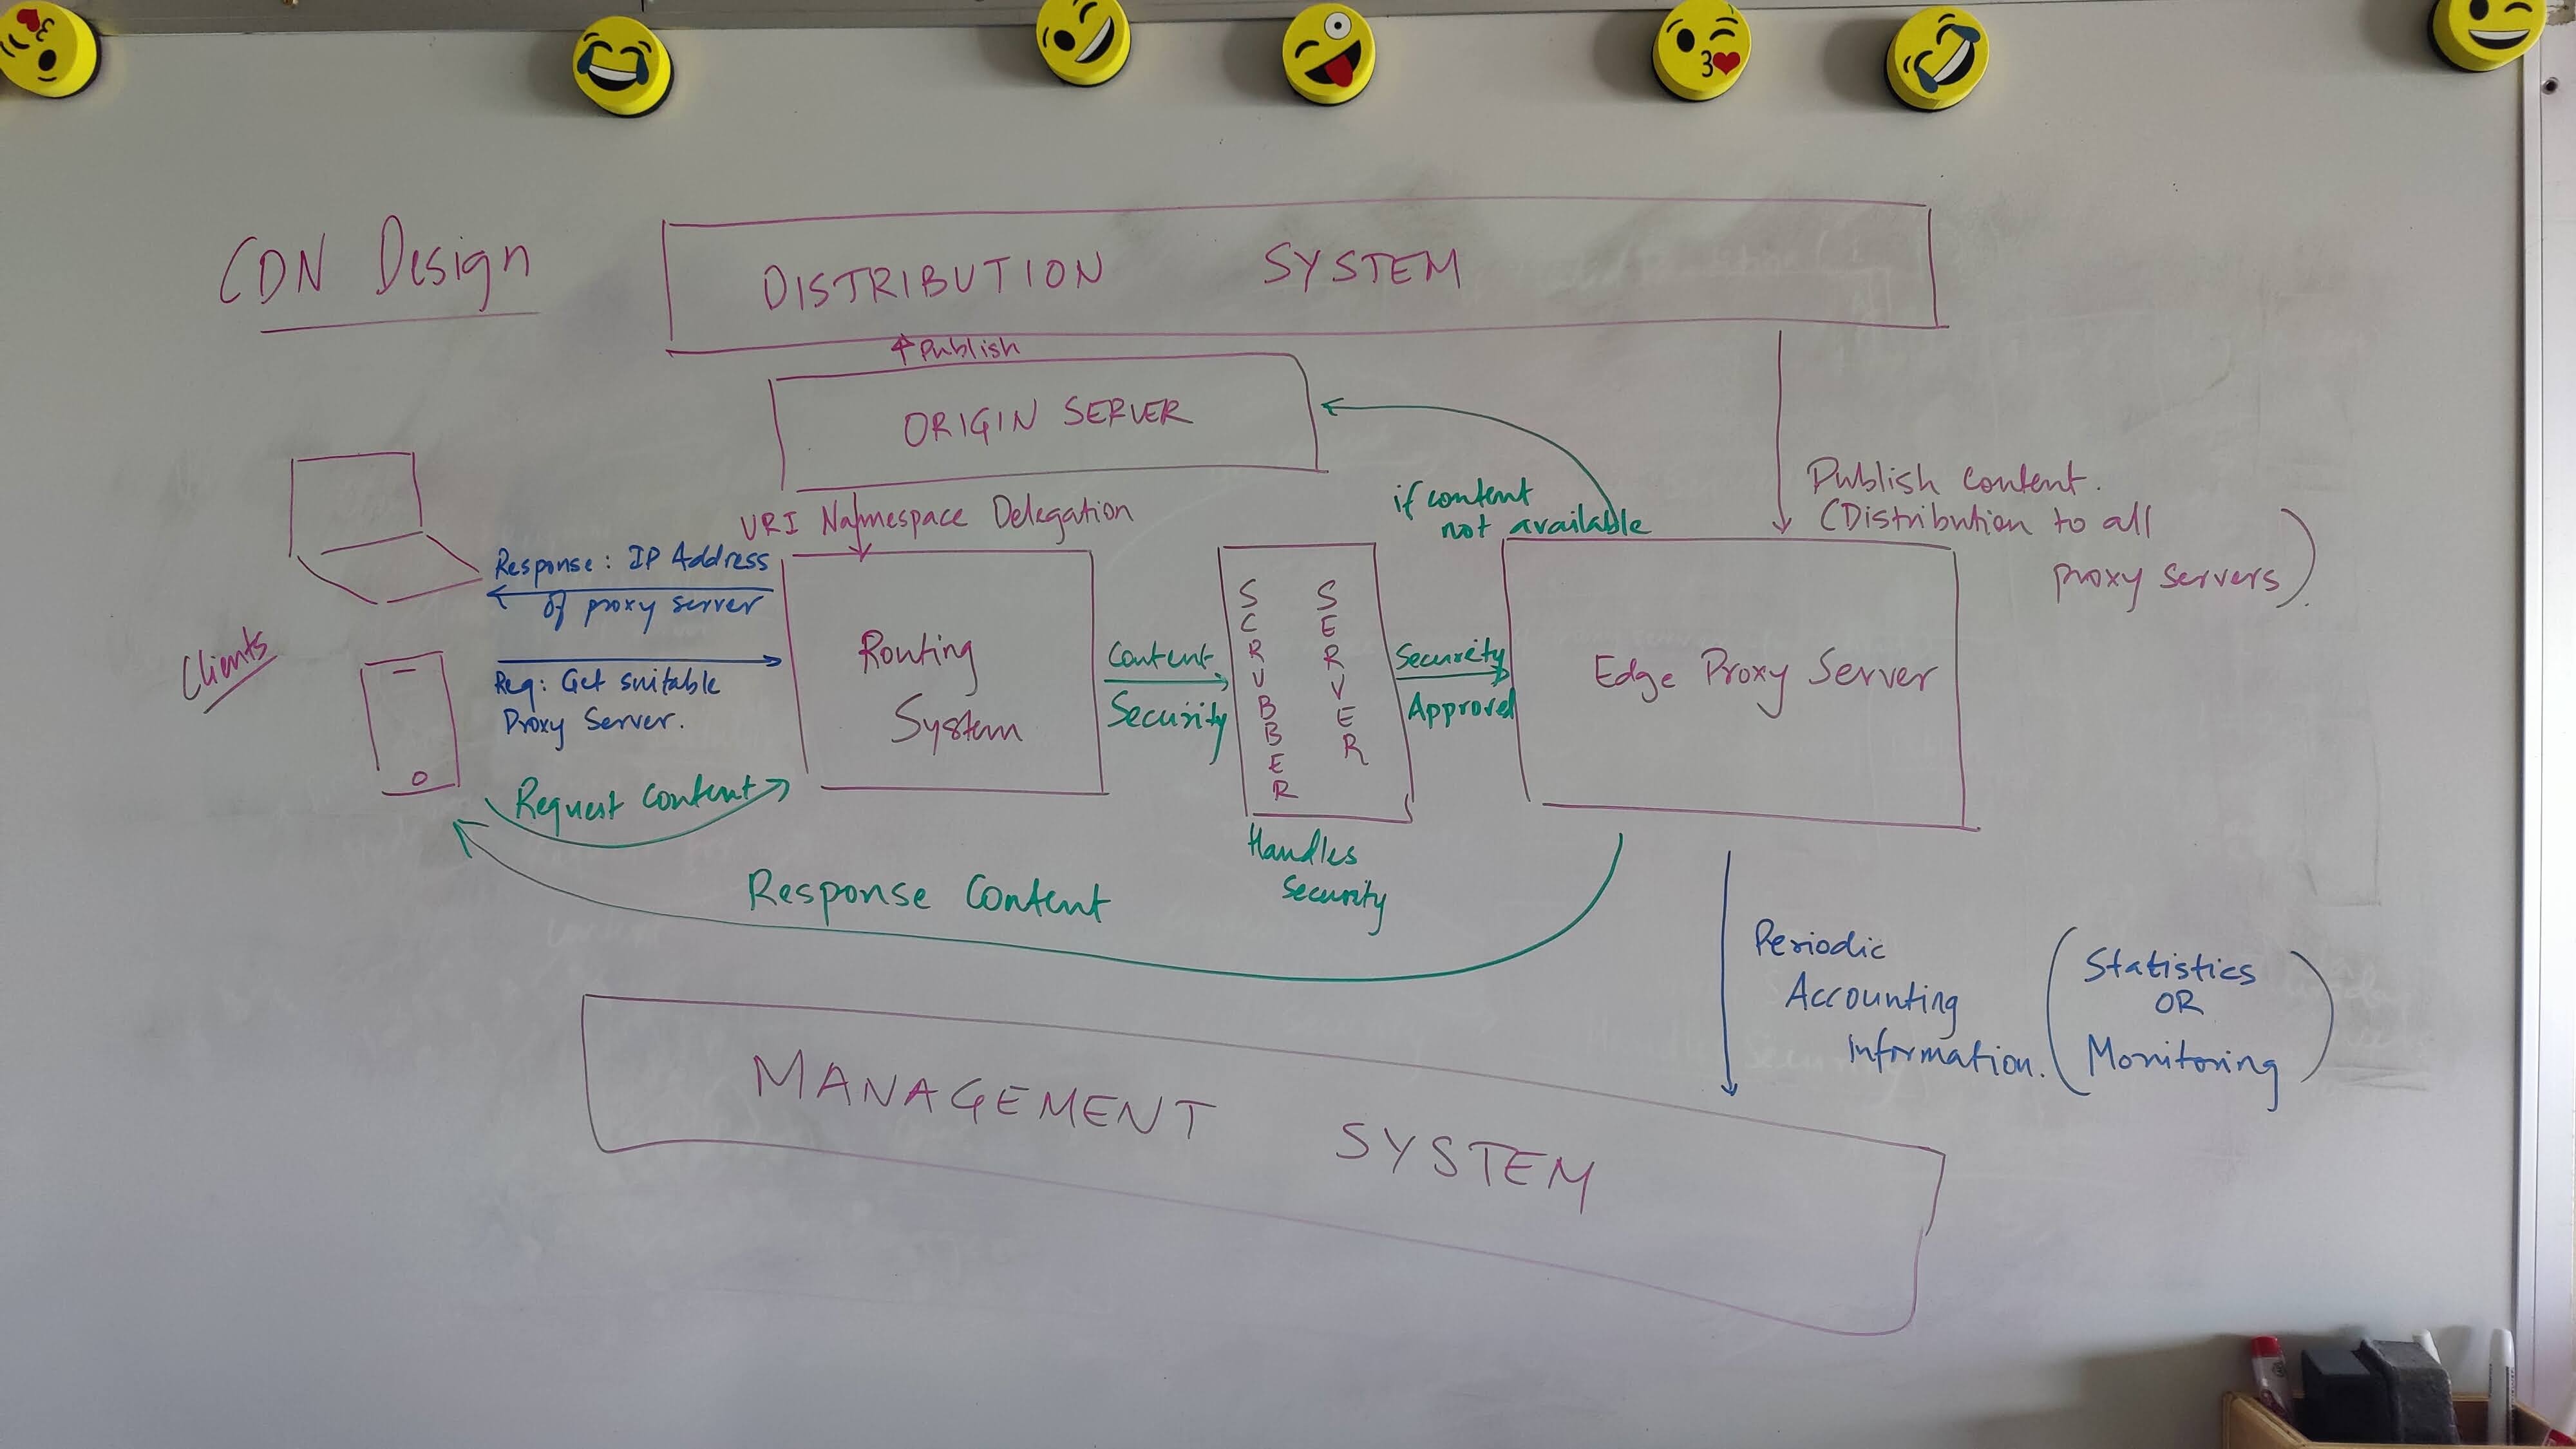 CDN Design
DISTRIBUTION SYSTEM
Publish
ORIGIN SERVER
URI Namespace Delegation
if content
not available
Publish content.
(Distribution to all
proxy servers)
Response: IP Address
of proxy server
Clients
Req: Get suitable
Proxy Server.
Routing
System
Content
Security
SCRUBBER
SERVER
Security
Approved
Edge Proxy Server
Request content
Handles
Security
Response Content
Periodic
Accounting
Information.
(Statistics
OR
Monitoring)
MANAGEMENT SYSTEM